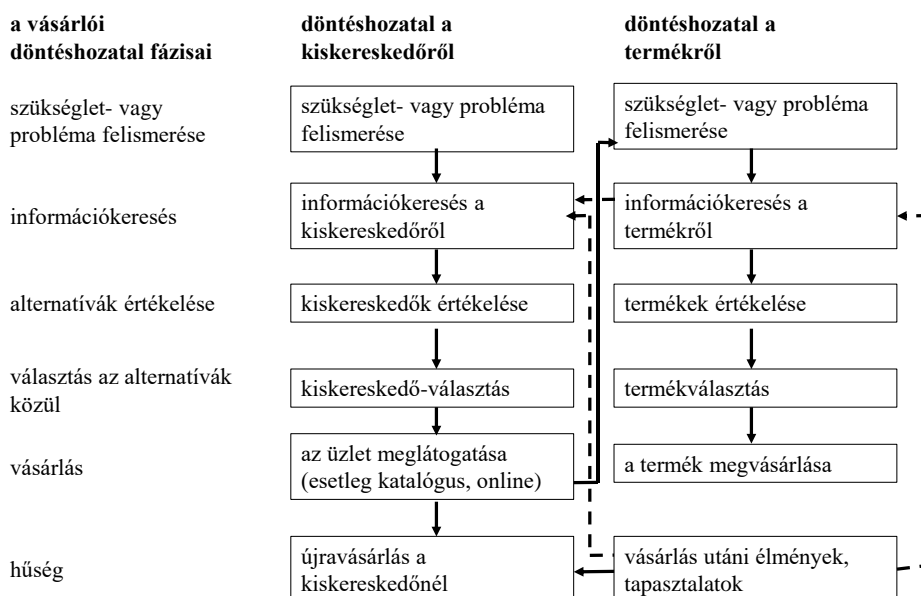 a vásárlói
döntéshozatal fázisai
döntéshozatal a
kiskereskedőről
döntéshozatal a
termékről
szükséglet- vagy
probléma felismerése
szükséglet- vagy probléma
felismerése
szükséglet- vagy probléma
felismerése
információkeresés
információkeresés a
kiskereskedőről
információkeresés a
termékről
alternatívák értékelése
kiskereskedők értékelése
termékek értékelése
választás az alternatívák
közül
kiskereskedő-választás
termékválasztás
vásárlás
az üzlet meglátogatása
(esetleg katalógus, online)
a termék megvásárlása
hűség
újravásárlás a
kiskereskedőnél
vásárlás utáni élmények,
tapasztalatok